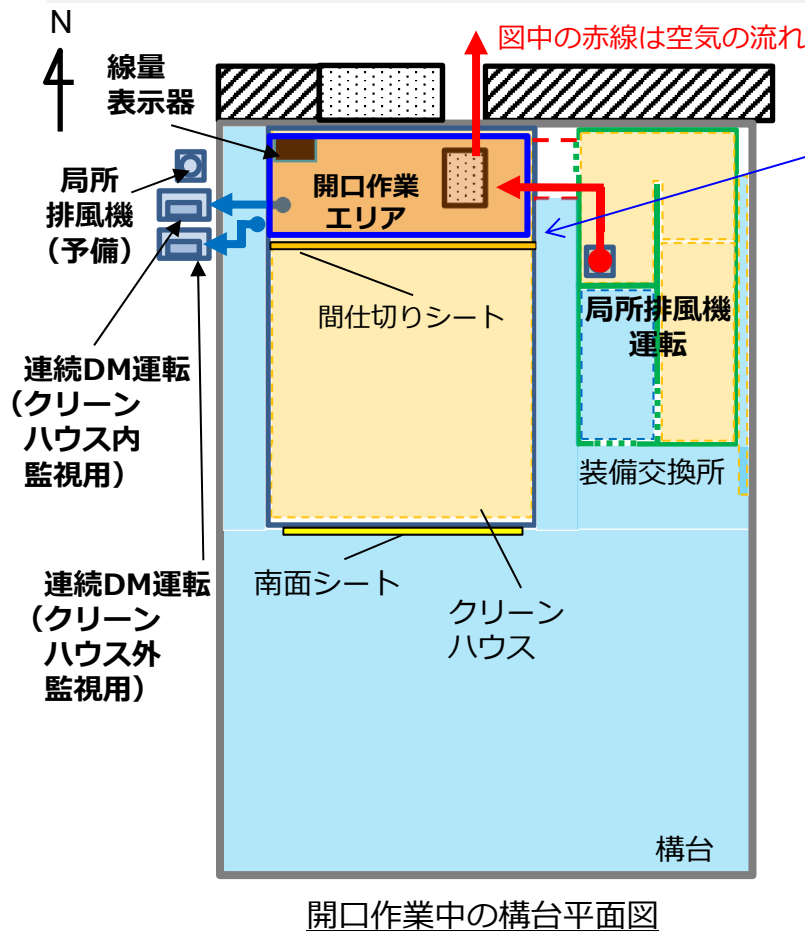 N
図中の赤線は空気の流れ
線量
表示器
局所
排風機
（予備）
開口作業
エリア
間仕切りシート
局所排風機
運転
連続DM運転
（クリーン
ハウス内
監視用）
装備交換所
連続DM運転
（クリーン
ハウス外
監視用）
南面シート
クリーン
ハウス
構台
開口作業中の構台平面図